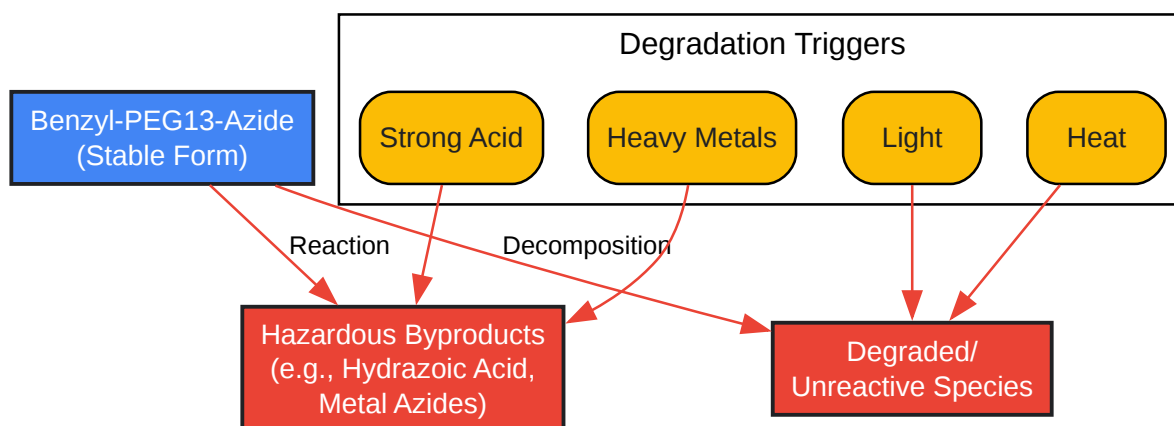 Degradation Triggers
Benzyl-PEG13-Azide
(Stable Form)
Strong Acid
Heavy Metals
Light
Heat
Reaction
Decomposition
Hazardous Byproducts
(e.g., Hydrazoic Acid,
Metal Azides)
Degraded/
Unreactive Species